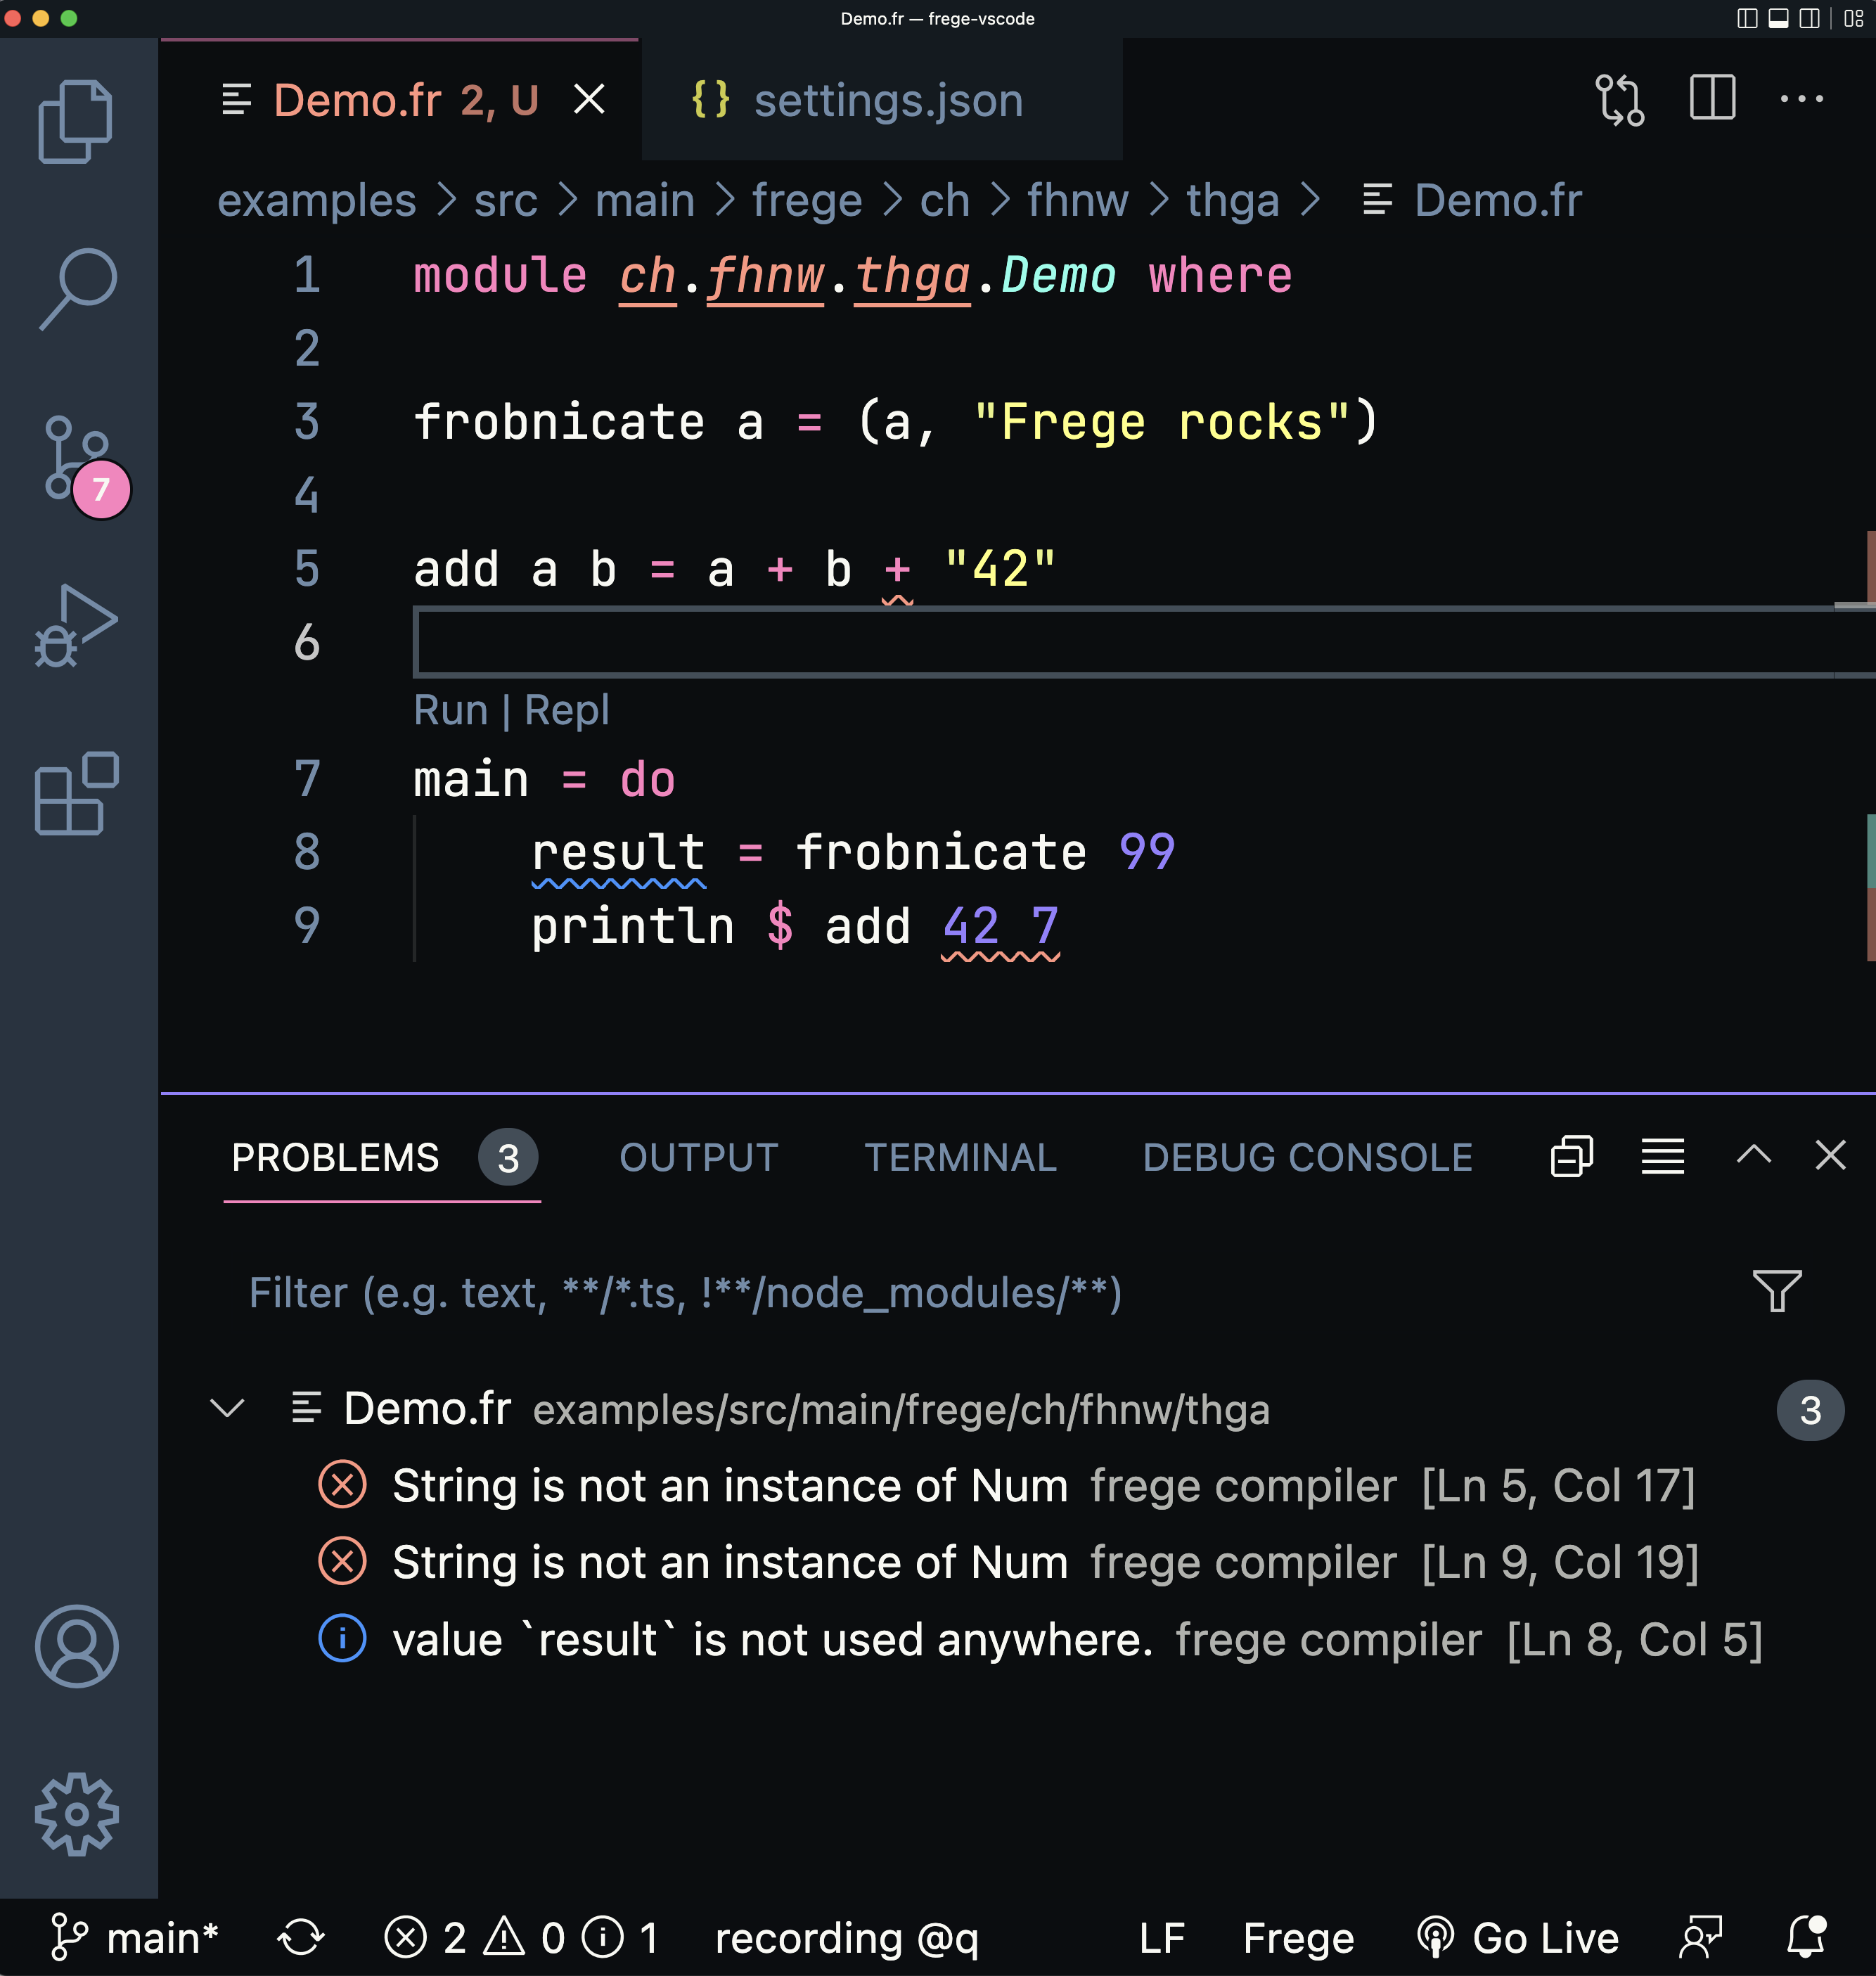 Demo.fr — frege-vscode
Demo.fr 2, U
{} settings.json
examples > src > main > frege > ch > fhnw > thga > Demo.fr
1 module ch.fhnw.thga.Demo where
2
3 frobnicate a = (a, "Frege rocks")
4
5 add a b = a + b + "42"
6
Run | Repl
7 main = do
8 result = frobnicate 99
9 println $ add 42 7
7
PROBLEMS 3 OUTPUT TERMINAL DEBUG CONSOLE
Filter (e.g. text, **/*.ts, !**/node_modules/**)
Demo.fr examples/src/main/frege/ch/fhnw/thga 3
String is not an instance of Num frege compiler [Ln 5, Col 17]
String is not an instance of Num frege compiler [Ln 9, Col 19]
value `result` is not used anywhere. frege compiler [Ln 8, Col 5]
main* 2 0 1 recording @q LF Frege Go Live